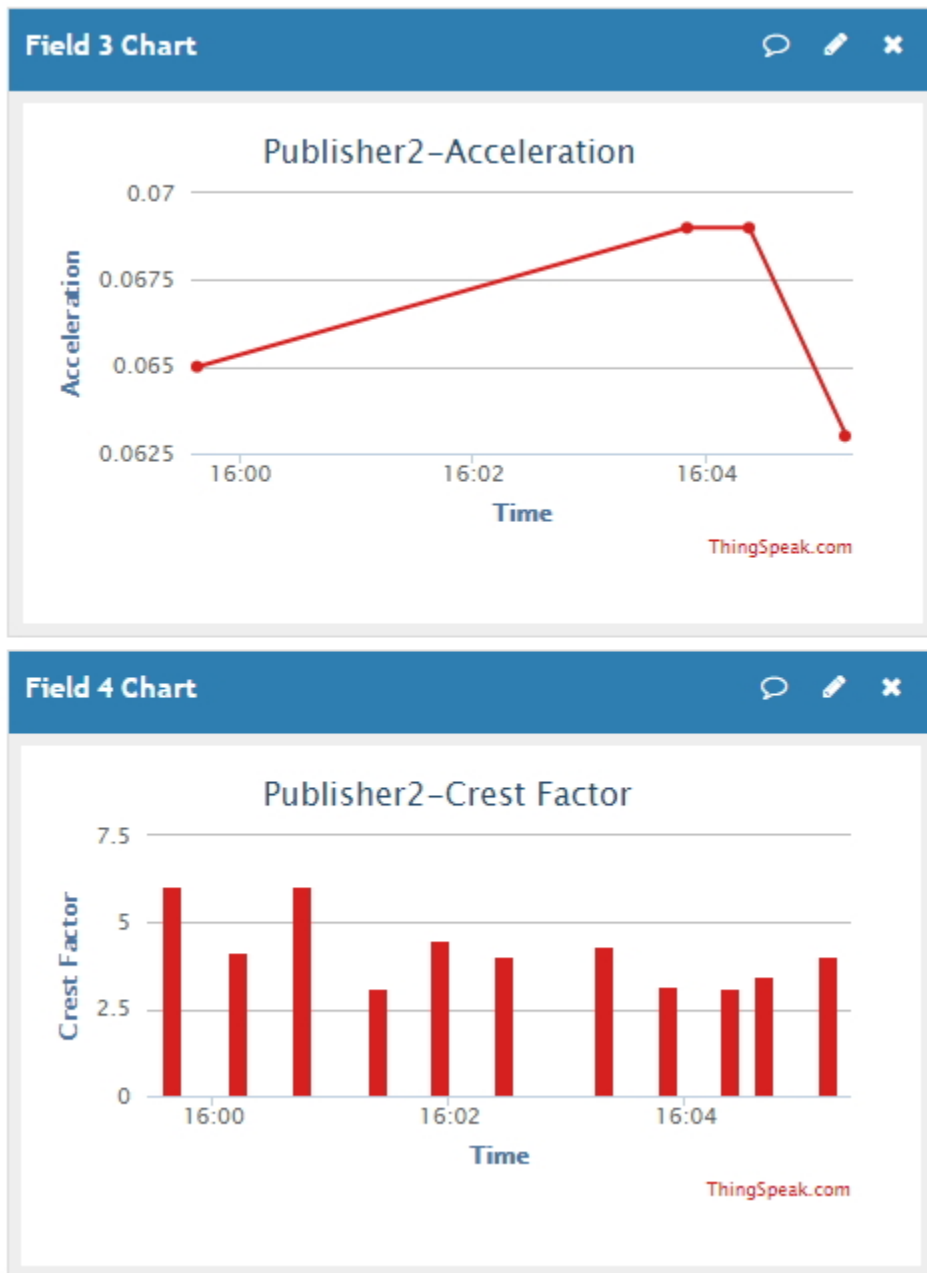 Field 3 Chart
Publisher2-Acceleration
0.07
0.0675
0.065
0.0625
Acceleration
16:00 16:02 16:04
Time
ThingSpeak.com
Field 4 Chart
Publisher2-Crest Factor
7.5
5
2.5
0
Crest Factor
16:00 16:02 16:04
Time
ThingSpeak.com